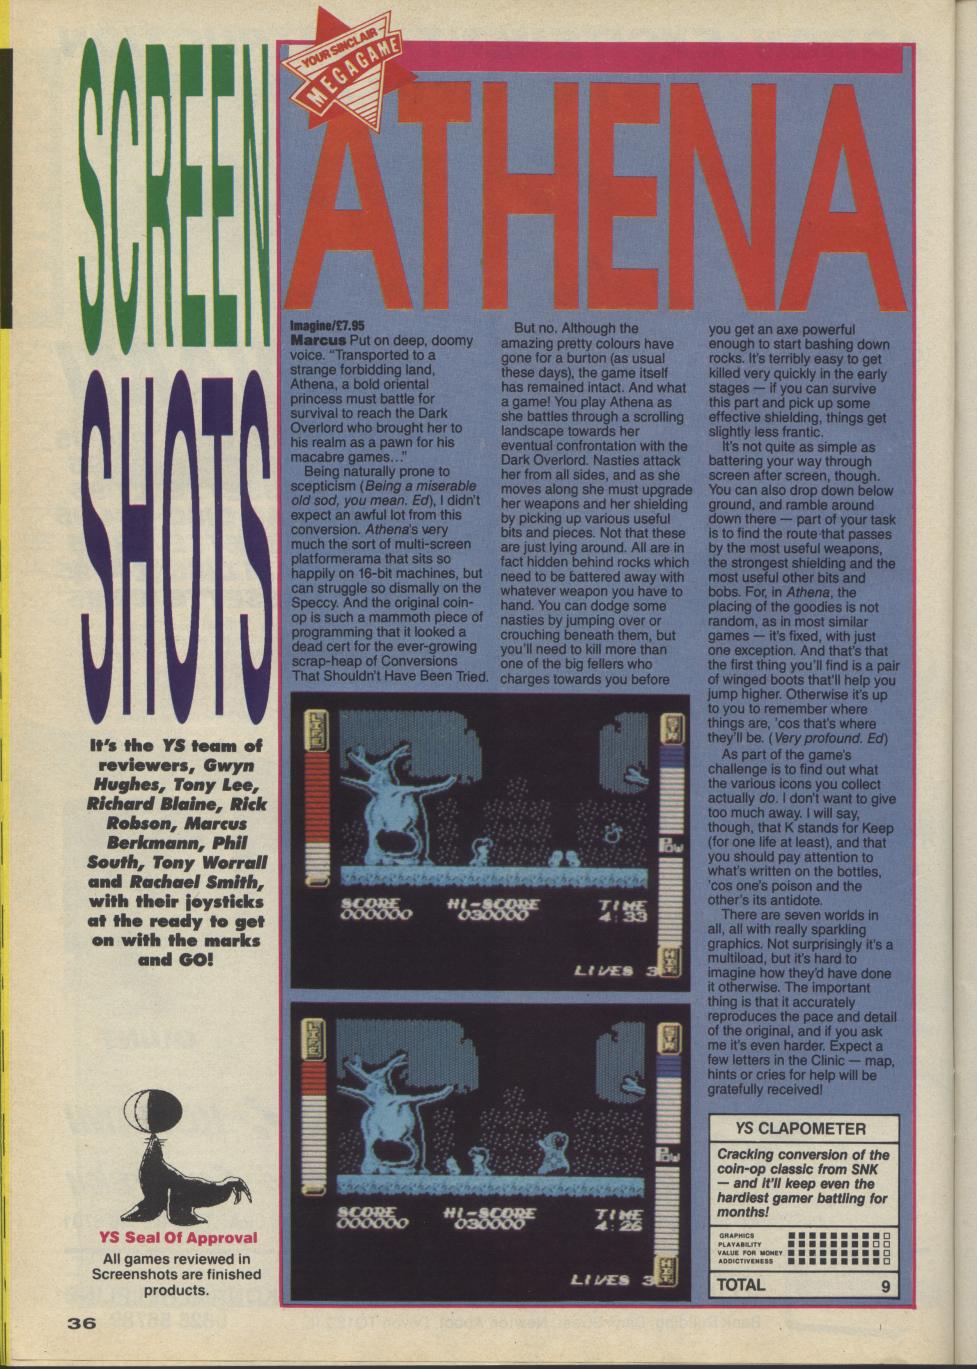 SCREEN
SHOTS
It's the YS team of
reviewers, Gwyn
Hughes, Tony Lee,
Richard Blaine, Rick
Robson, Marcus
Berkmann, Phil
South, Tony Worrall
and Rachael Smith,
with their joysticks
at the ready to get
on with the marks
and GO!
YS Seal Of Approval
All games reviewed in
Screenshots are finished
products.
36
YOUR SINCLAIR
MEGAGAME
ATHENA
Imagine/£7.95
Marcus Put on deep, doomy
voice. "Transported to a
strange forbidding land,
Athena, a bold oriental
princess must battle for
survival to reach the Dark
Overlord who brought her to
his realm as a pawn for his
macabre games..."
Being naturally prone to
scepticism (Being a miserable
old sod, you mean. Ed), I didn't
expect an awful lot from this
conversion. Athena's very
much the sort of multi-screen
platformerama that sits so
happily on 16-bit machines, but
can struggle so dismally on the
Speccy. And the original coin-
op is such a mammoth piece of
programming that it looked a
dead cert for the ever-growing
scrap-heap of Conversions
That Shouldn't Have Been Tried.
But no. Although the
amazing pretty colours have
gone for a burton (as usual
these days), the game itself
has remained intact. And what
a game! You play Athena as
she battles through a scrolling
landscape towards her
eventual confrontation with the
Dark Overlord. Nasties attack
her from all sides, and as she
moves along she must upgrade
her weapons and her shielding
by picking up various useful
bits and pieces. Not that these
are just lying around. All are in
fact hidden behind rocks which
need to be battered away with
whatever weapon you have to
hand. You can dodge some
nasties by jumping over or
crouching beneath them, but
you'll need to kill more than
one of the big fellers who
charges towards you before
you get an axe powerful
enough to start bashing down
rocks. It's terribly easy to get
killed very quickly in the early
stages — if you can survive
this part and pick up some
effective shielding, things get
slightly less frantic.
It's not quite as simple as
battering your way through
screen after screen, though.
You can also drop down below
ground, and ramble around
down there — part of your task
is to find the route that passes
by the most useful weapons,
the strongest shielding and the
most useful other bits and
bobs. For, in Athena, the
placing of the goodies is not
random, as in most similar
games — it's fixed, with just
one exception. And that's that
the first thing you'll find is a pair
of winged boots that'll help you
jump higher. Otherwise it's up
to you to remember where
things are, 'cos that's where
they'll be. (Very profound. Ed)
As part of the game's
challenge is to find out what
the various icons you collect
actually do. I don't want to give
too much away. I will say,
though, that K stands for Keep
(for one life at least), and that
you should pay attention to
what's written on the bottles,
'cos one's poison and the
other's its antidote.
There are seven worlds in
all, all with really sparkling
graphics. Not surprisingly it's a
multiload, but it's hard to
imagine how they'd have done
it otherwise. The important
thing is that it accurately
reproduces the pace and detail
of the original, and if you ask
me it's even harder. Expect a
few letters in the Clinic — map,
hints or cries for help will be
gratefully received!
LIFE
STR
POW
SCORE HI-SCORE TIME
000000 030000 4:33
LIVES 3
LIFE
STR
POW
SCORE HI-SCORE TIME
000000 030000 4:26
LIVES 3
YS CLAPOMETER
Cracking conversion of the
coin-op classic from SNK
— and it'll keep even the
hardiest gamer battling for
months!
GRAPHICS
PLAYABILITY
VALUE FOR MONEY
ADDICTIVENESS
TOTAL 9